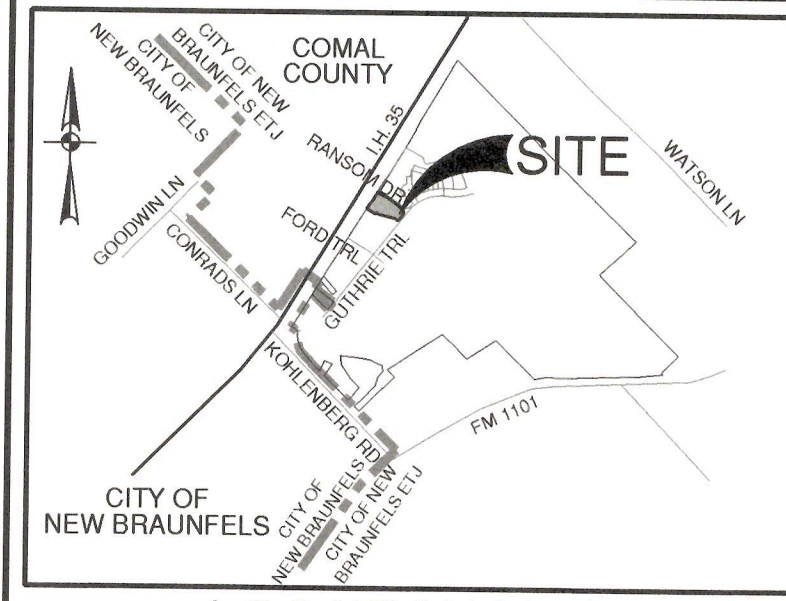 COMAL
COUNTY
CITY OF NEW
BRAUNFELS ETJ
CITY OF
NEW BRAUNFELS
I.H. 35
RANSOM DR
SITE
WATSON LN
GOODWIN LN
FORD TRL
CONRADS LN
GUTHRIE TRL
KOHLENBERG RD
FM 1101
CITY OF
NEW BRAUNFELS
CITY OF
NEW BRAUNFELS
CITY OF NEW
BRAUNFELS ETJ